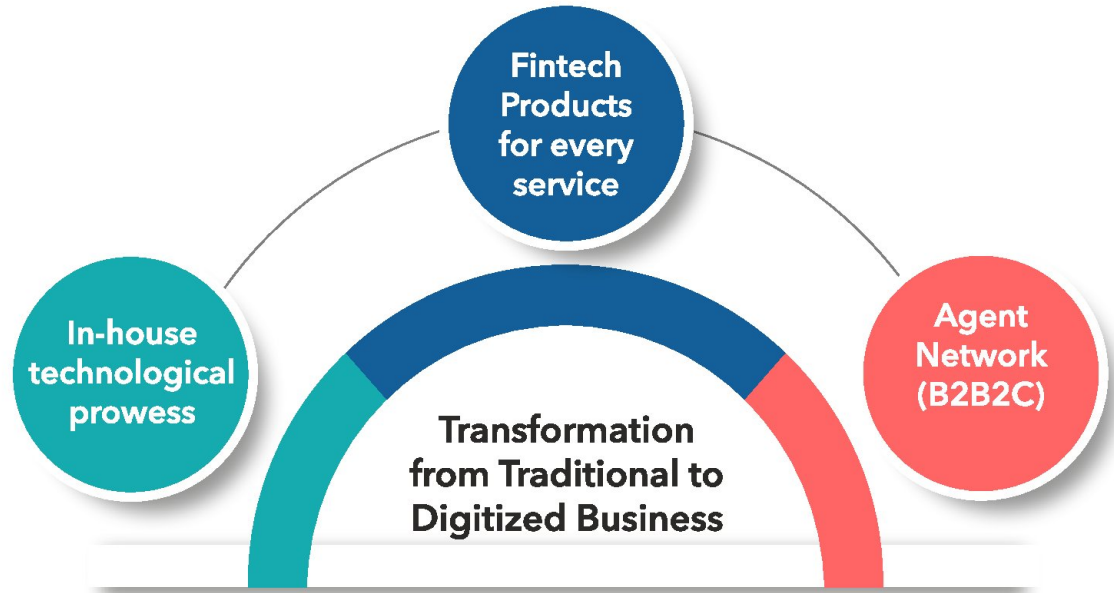 Fintech
Products
for every
service
In-house
technological
prowess
Agent
Network
(B2B2C)
Transformation
from Traditional to
Digitized Business